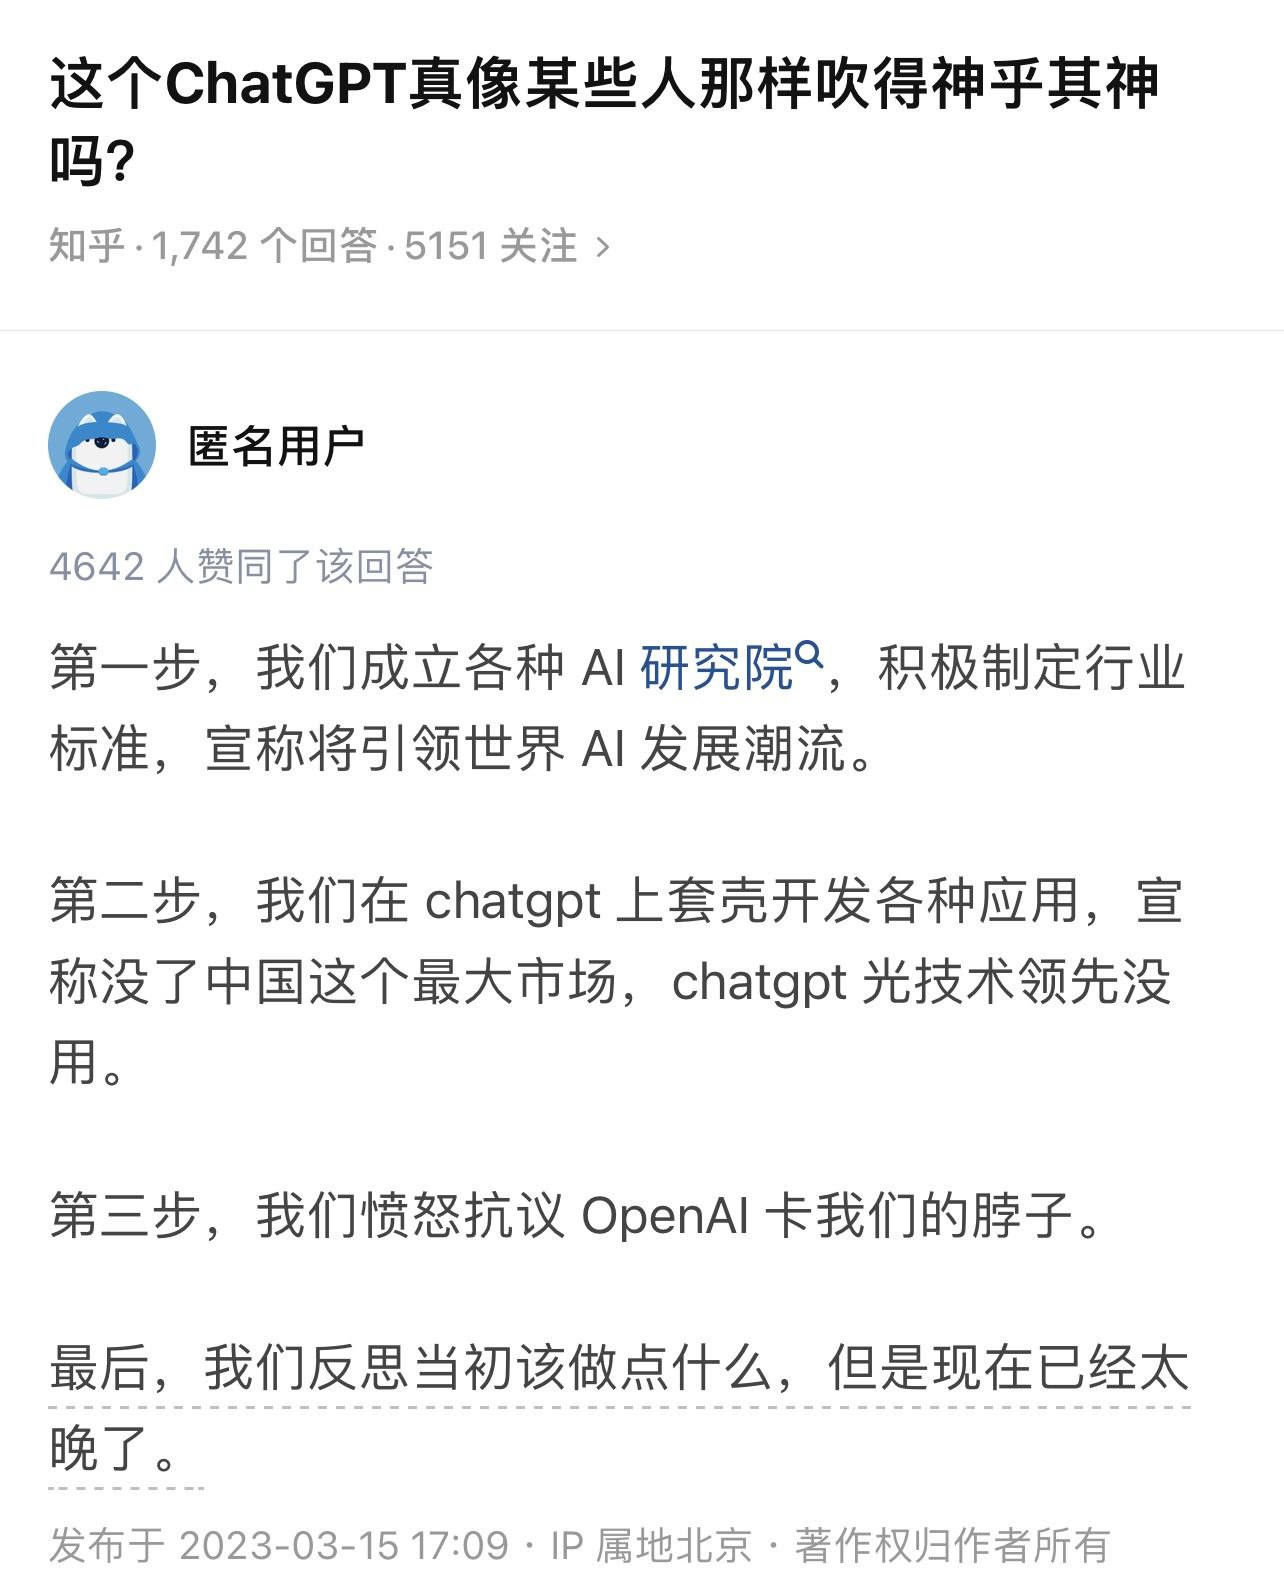 这个ChatGPT真像某些人那样吹得神乎其神
吗?
知乎 · 1,742 个回答 · 5151 关注 >
匿名用户
4642 人赞同了该回答
第一步，我们成立各种 AI 研究院，积极制定行业
标准，宣称将引领世界 AI 发展潮流。
第二步，我们在 chatgpt 上套壳开发各种应用，宣
称没了中国这个最大市场，chatgpt 光技术领先没
用。
第三步，我们愤怒抗议 OpenAI 卡我们的脖子。
最后，我们反思当初该做点什么，但是现在已经太
晚了。
发布于 2023-03-15 17:09 · IP 属地北京 · 著作权归作者所有